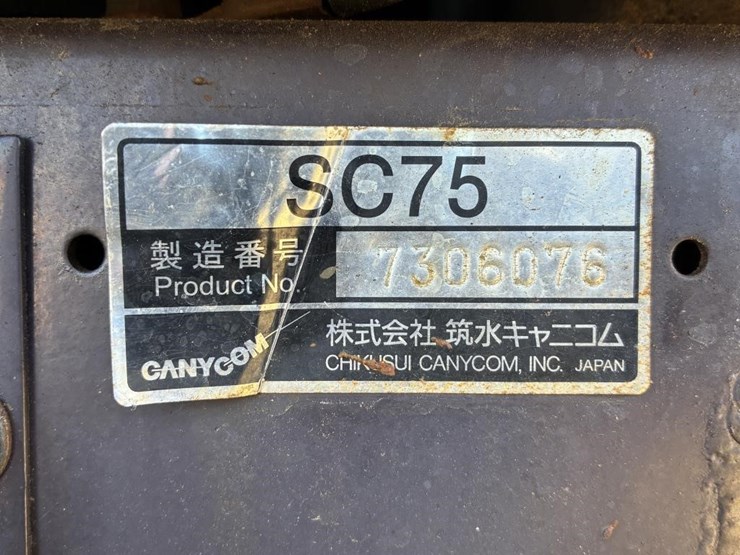 SC75
製造番号
Product No.
7306076
CANYCOM
株式会社 筑水キャニコム
CHIKUSUI CANYCOM, INC. JAPAN